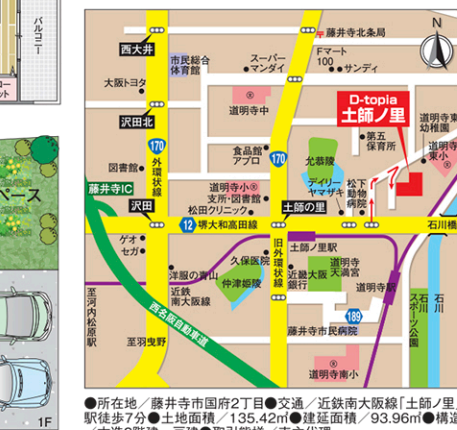 バルコニー
N
藤井寺北条局
西大井
市民総合
体育館
スーパー
マンダイ
Fマート
100
サンディ
大阪トヨタ
道明寺中
D-topia
土師ノ里
道明寺東
幼稚園
沢田北
第五
保育所
道明寺
東小
食品館
アプロ
170
外環状線
170
允恭陵
図書館
藤井寺IC
道明寺小
支所・図書館
デイリー
ヤマザキ
松下
動物
病院
沢田
松田クリニック
土師の里
12
堺大和高田線
石川橋
ゲオ
セガ
旧外環状線
土師ノ里駅
久保医院
道明寺
天満宮
洋服の青山
近畿大阪
銀行
道明寺駅
仲津姫陵
近鉄
南大阪線
至河内松原駅
西名阪自動車道
189
石川
スポーツ公園
石川
藤井寺市民病院
至羽曳野
道明寺南小
1F
●所在地／藤井寺市国府2丁目●交通／近鉄南大阪線「土師ノ里」
駅徒歩7分●土地面積／135.42㎡●建延面積／93.96㎡●構造